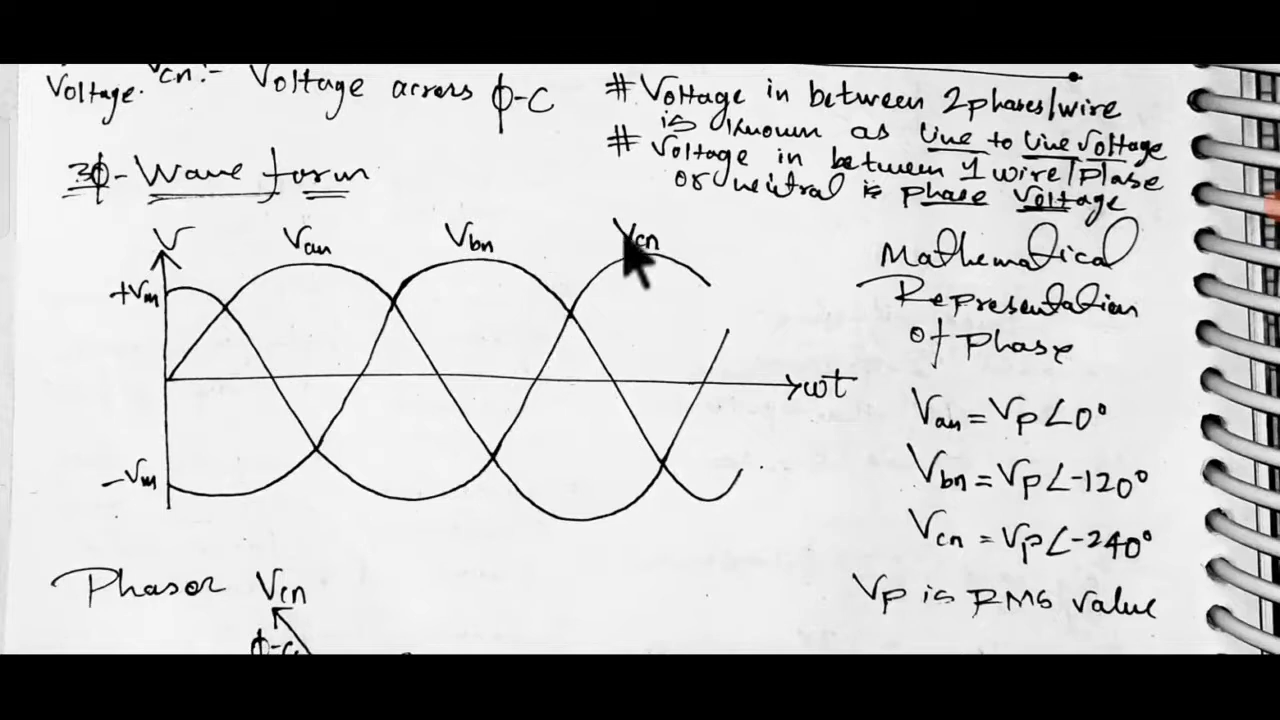 Vcn:- Voltage across ϕ-C
Voltage.
# Voltage in between 2 phases/wire
is known as Line to Line Voltage
# Voltage in between 1 wire/phase
or neutral is phase Voltage
3ϕ-Wave form
V
Van
Vbn
Vcn
+Vm
-Vm
ωt
Mathematical
Representation
of Phase
Van = Vp∠0°
Vbn = Vp∠-120°
Vcn = Vp∠-240°
Vp is RMS value
Phasor Vcn
ϕ-c